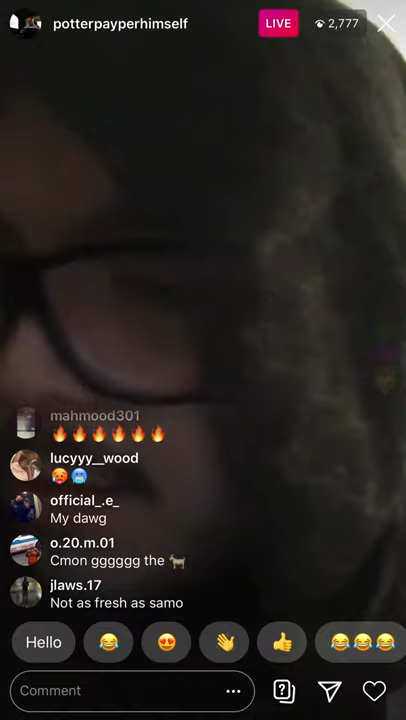 potterpayperhimself
LIVE
2,777
mahmood301
🔥🔥🔥🔥🔥🔥
lucyyy__wood
🥵🥶
official_.e_
My dawg
o.20.m.01
Cmon gggggg the 🐐
jlaws.17
Not as fresh as samo
Hello 😂 😍 👋 👍 😂😂😂
Comment